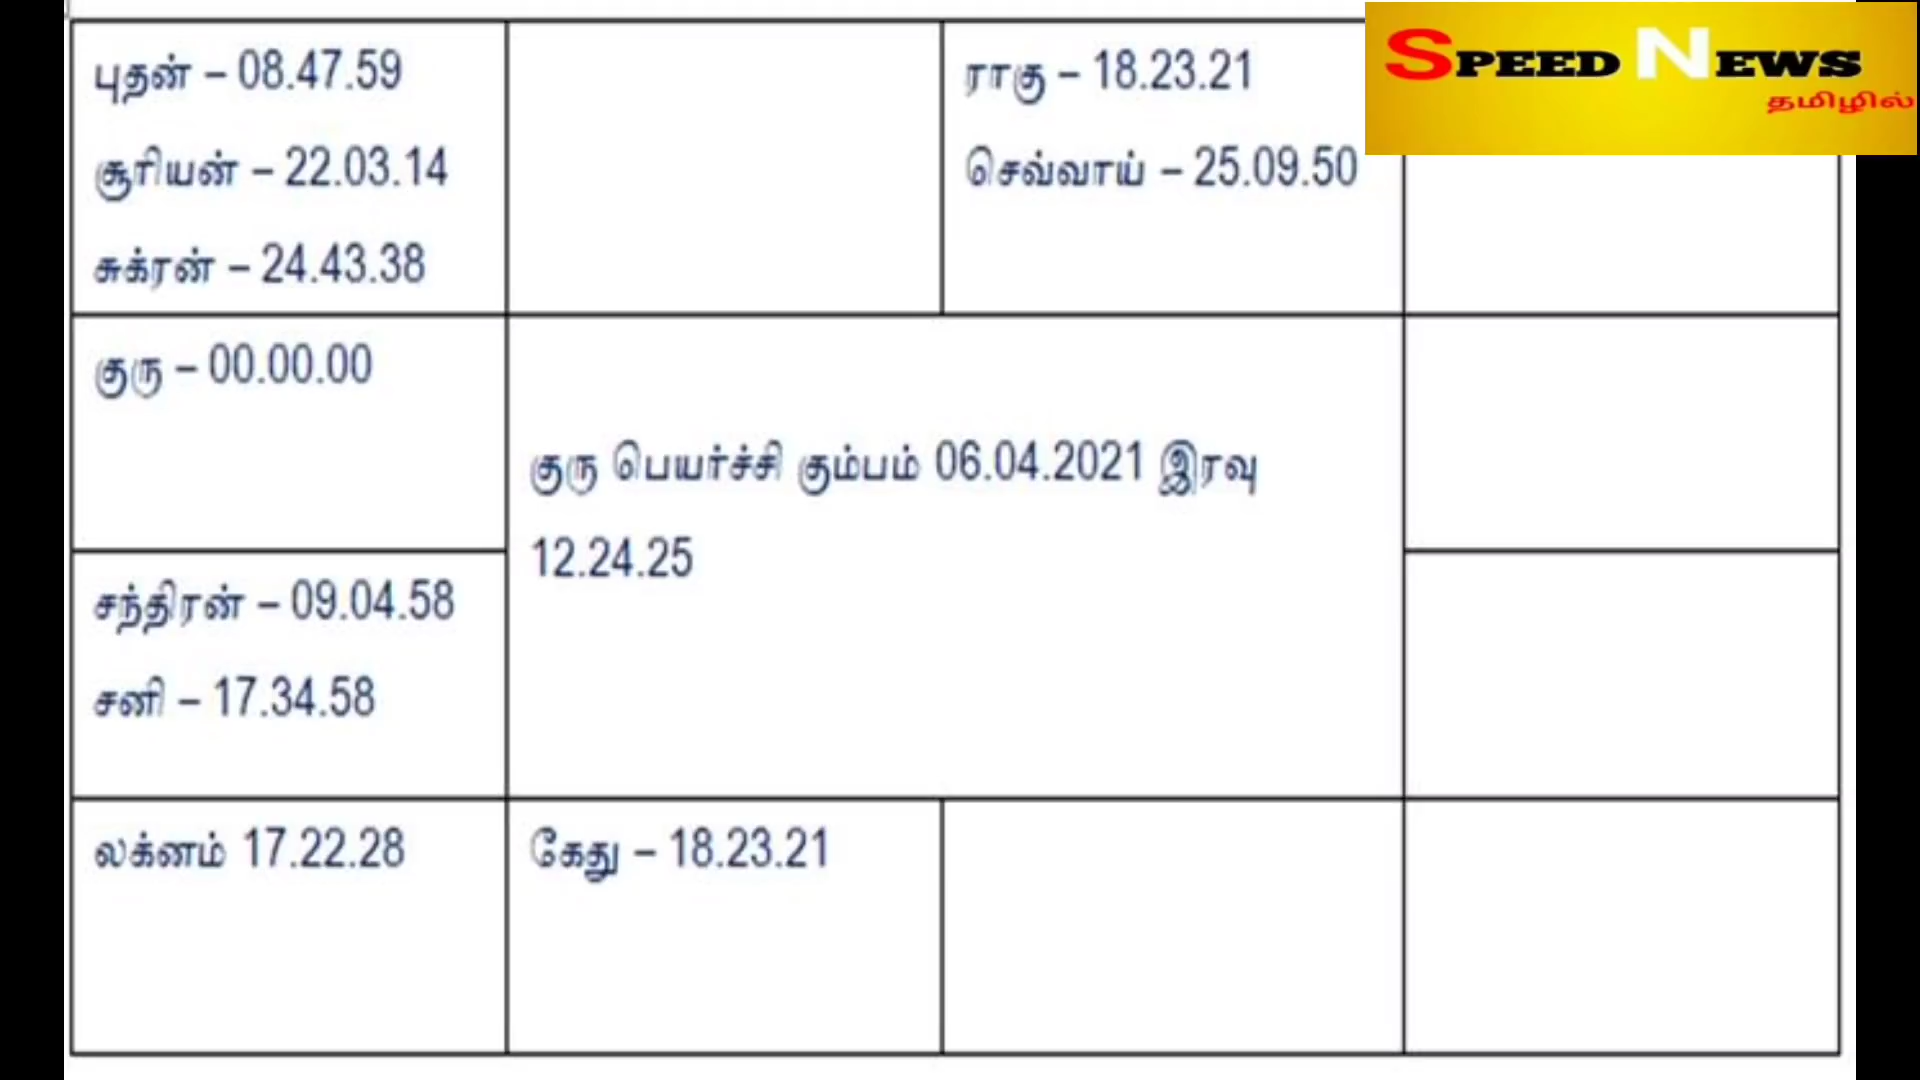 புதன் – 08.47.59
சூரியன் – 22.03.14
சுக்ரன் – 24.43.38
ராகு – 18.23.21
செவ்வாய் – 25.09.50
SPEED NEWS
தமிழில்
குரு – 00.00.00
குரு பெயர்ச்சி கும்பம் 06.04.2021 இரவு
12.24.25
சந்திரன் – 09.04.58
சனி – 17.34.58
லக்னம் 17.22.28
கேது – 18.23.21